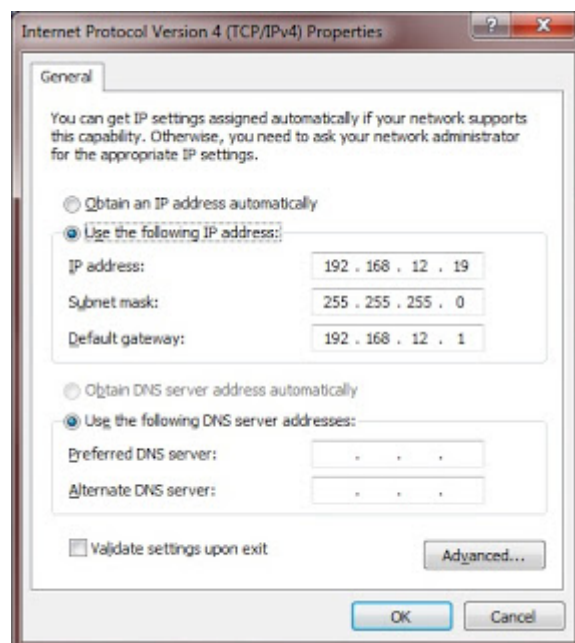 Internet Protocol Version 4 (TCP/IPv4) Properties
General
You can get IP settings assigned automatically if your network supports
this capability. Otherwise, you need to ask your network administrator
for the appropriate IP settings.
Obtain an IP address automatically
Use the following IP address:
IP address: 192 . 168 . 12 . 19
Subnet mask: 255 . 255 . 255 . 0
Default gateway: 192 . 168 . 12 . 1
Obtain DNS server address automatically
Use the following DNS server addresses:
Preferred DNS server: . . .
Alternate DNS server: . . .
Validate settings upon exit
Advanced...
OK Cancel